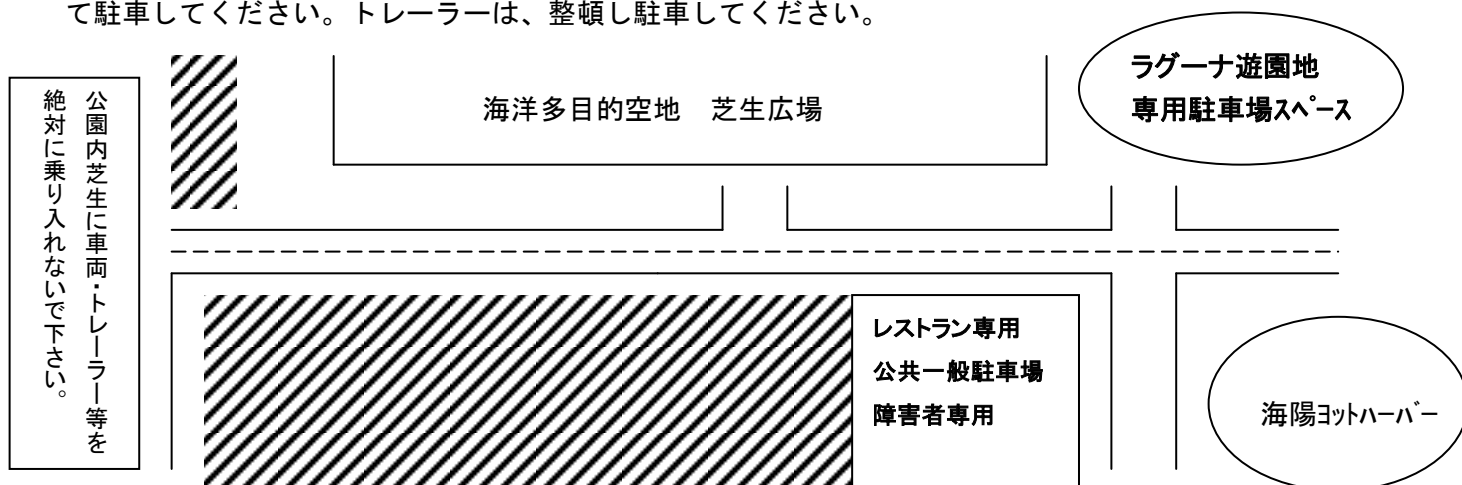 て駐車してください。トレーラーは、整頓し駐車してください。
公園内芝生に車両・トレーラー等を
絶対に乗り入れないで下さい。
海洋多目的空地　芝生広場
ラグーナ遊園地
専用駐車場ｽﾍﾟｰｽ
レストラン専用
公共一般駐車場
障害者専用
海陽ﾖｯﾄﾊｰﾊﾞｰ